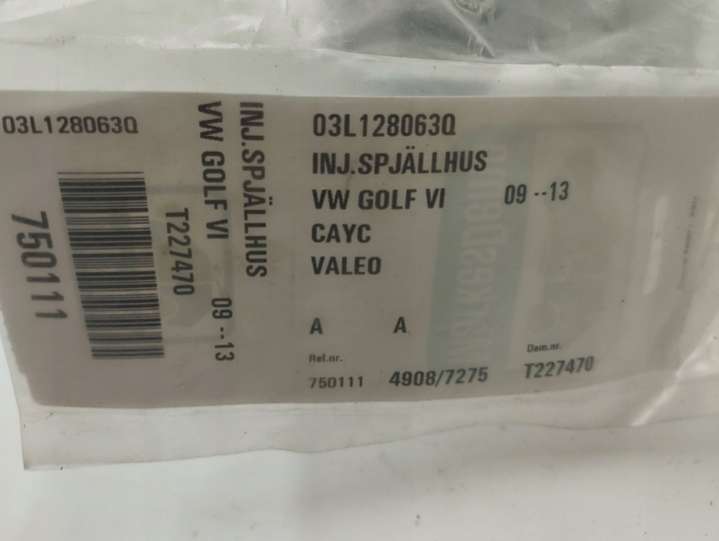 03L128063Q
INJ.SPJÄLLHUS
VW GOLF VI 09 --13
T227470
750111
03L128063Q
INJ.SPJÄLLHUS
VW GOLF VI 09 --13
CAYC
VALEO
A A
Ref.nr. Dem.nr.
750111 4908/7275 T227470